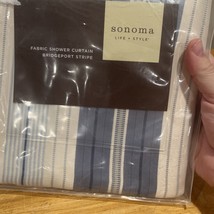 sonoma
LIFE + STYLE®
FABRIC SHOWER CURTAIN
BRIDGEPORT STRIPE